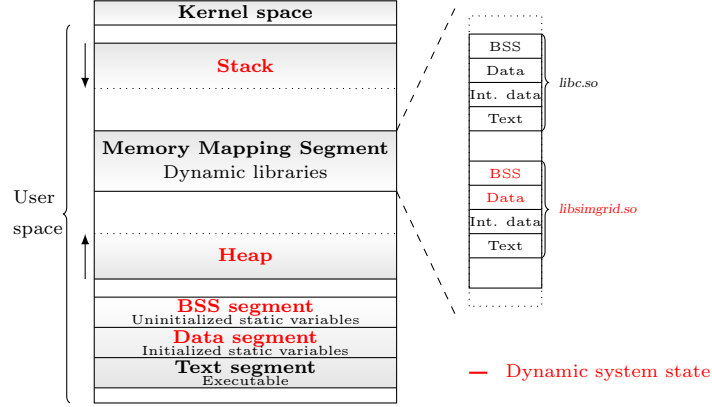 Kernel space
Stack
Memory Mapping Segment
Dynamic libraries
User
space
Heap
BSS segment
Uninitialized static variables
Data segment
Initialized static variables
Text segment
Executable
BSS
Data
Int. data
Text
libc.so
BSS
Data
Int. data
Text
libsimgrid.so
Dynamic system state